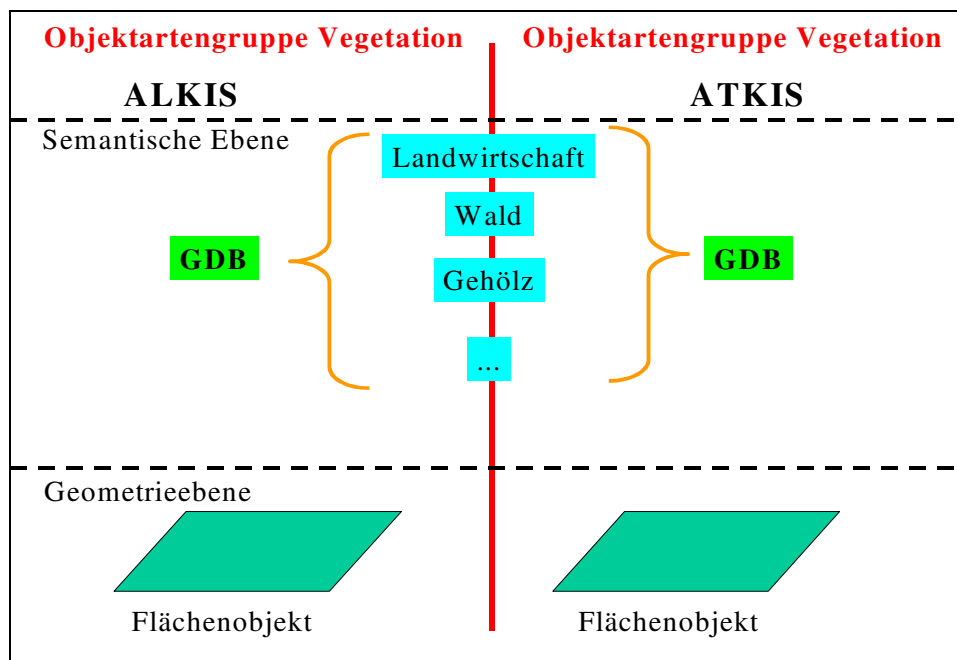 Objektartengruppe Vegetation
Objektartengruppe Vegetation
ALKIS
ATKIS
Semantische Ebene
Landwirtschaft
Wald
GDB
GDB
Gehölz
...
Geometrieebene
Flächenobjekt
Flächenobjekt